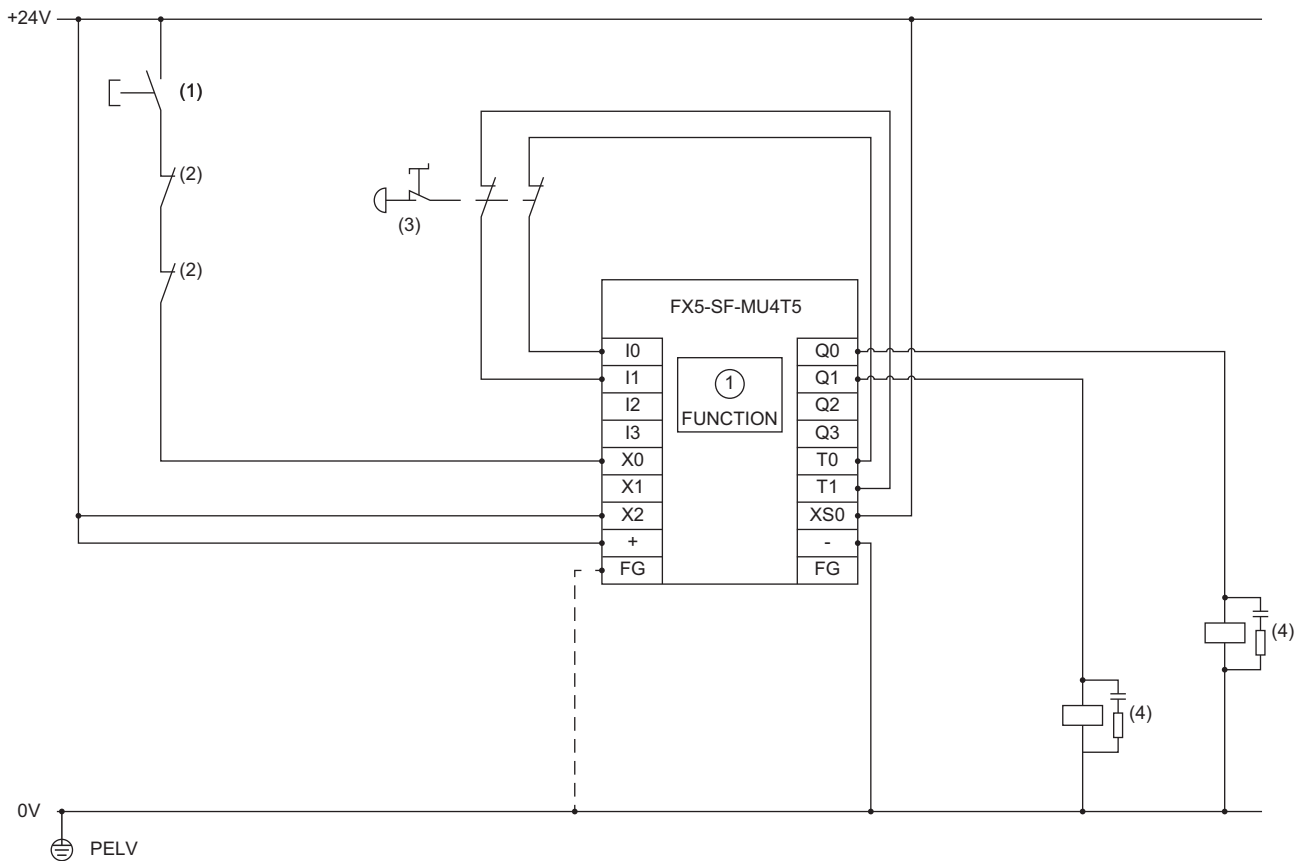 +24V
(1)
(2)
(3)
(2)
FX5-SF-MU4T5
I0 Q0
I1 1 Q1
I2 FUNCTION Q2
I3 Q3
X0 T0
X1 T1
X2 XS0
+ -
FG FG
(4)
(4)
0V
PELV